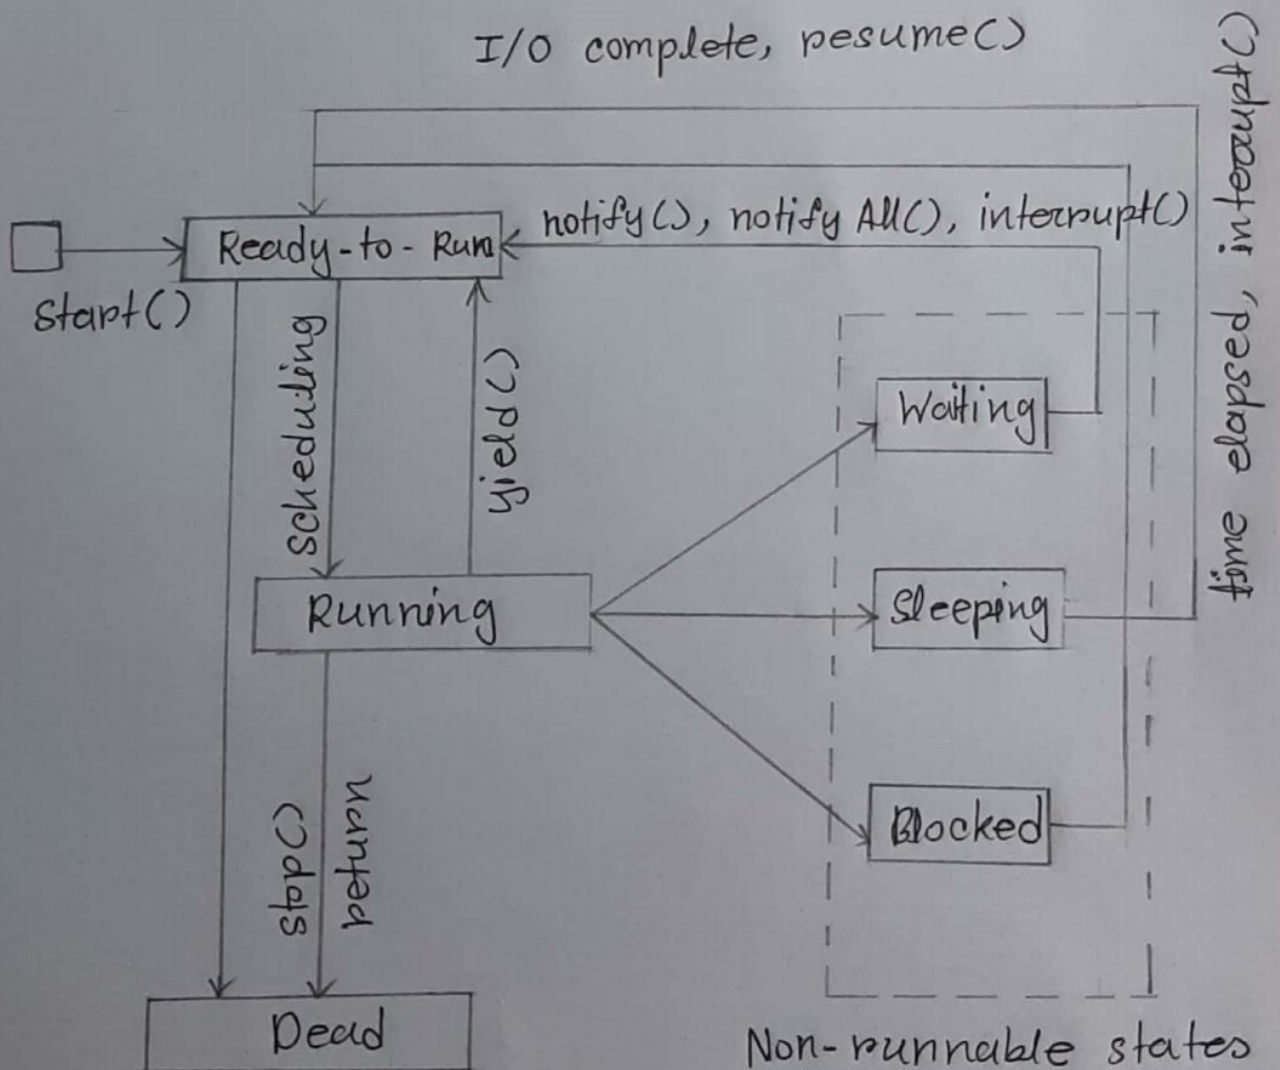 I/O complete, resume()
time elapsed, interrupt()
notify(), notify All(), interrupt()
Ready-to-Run
start()
scheduling
yield()
Waiting
Running
Sleeping
stop()
return
Blocked
Dead
Non-runnable states